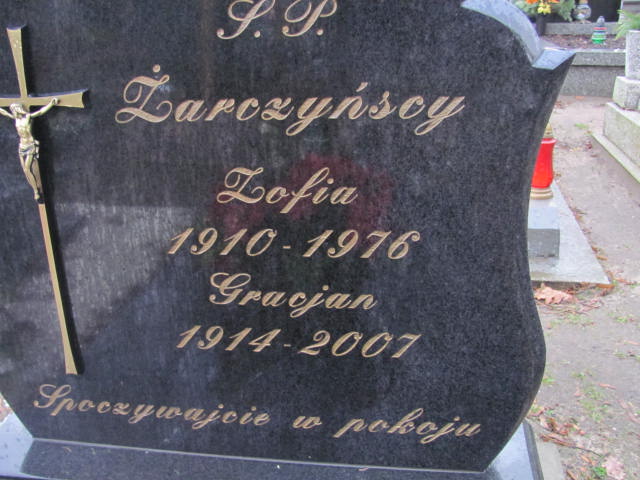 Ś. P.
Żarczyńscy
Zofia
1910 - 1976
Gracjan
1914 - 2007
Spoczywajcie w pokoju